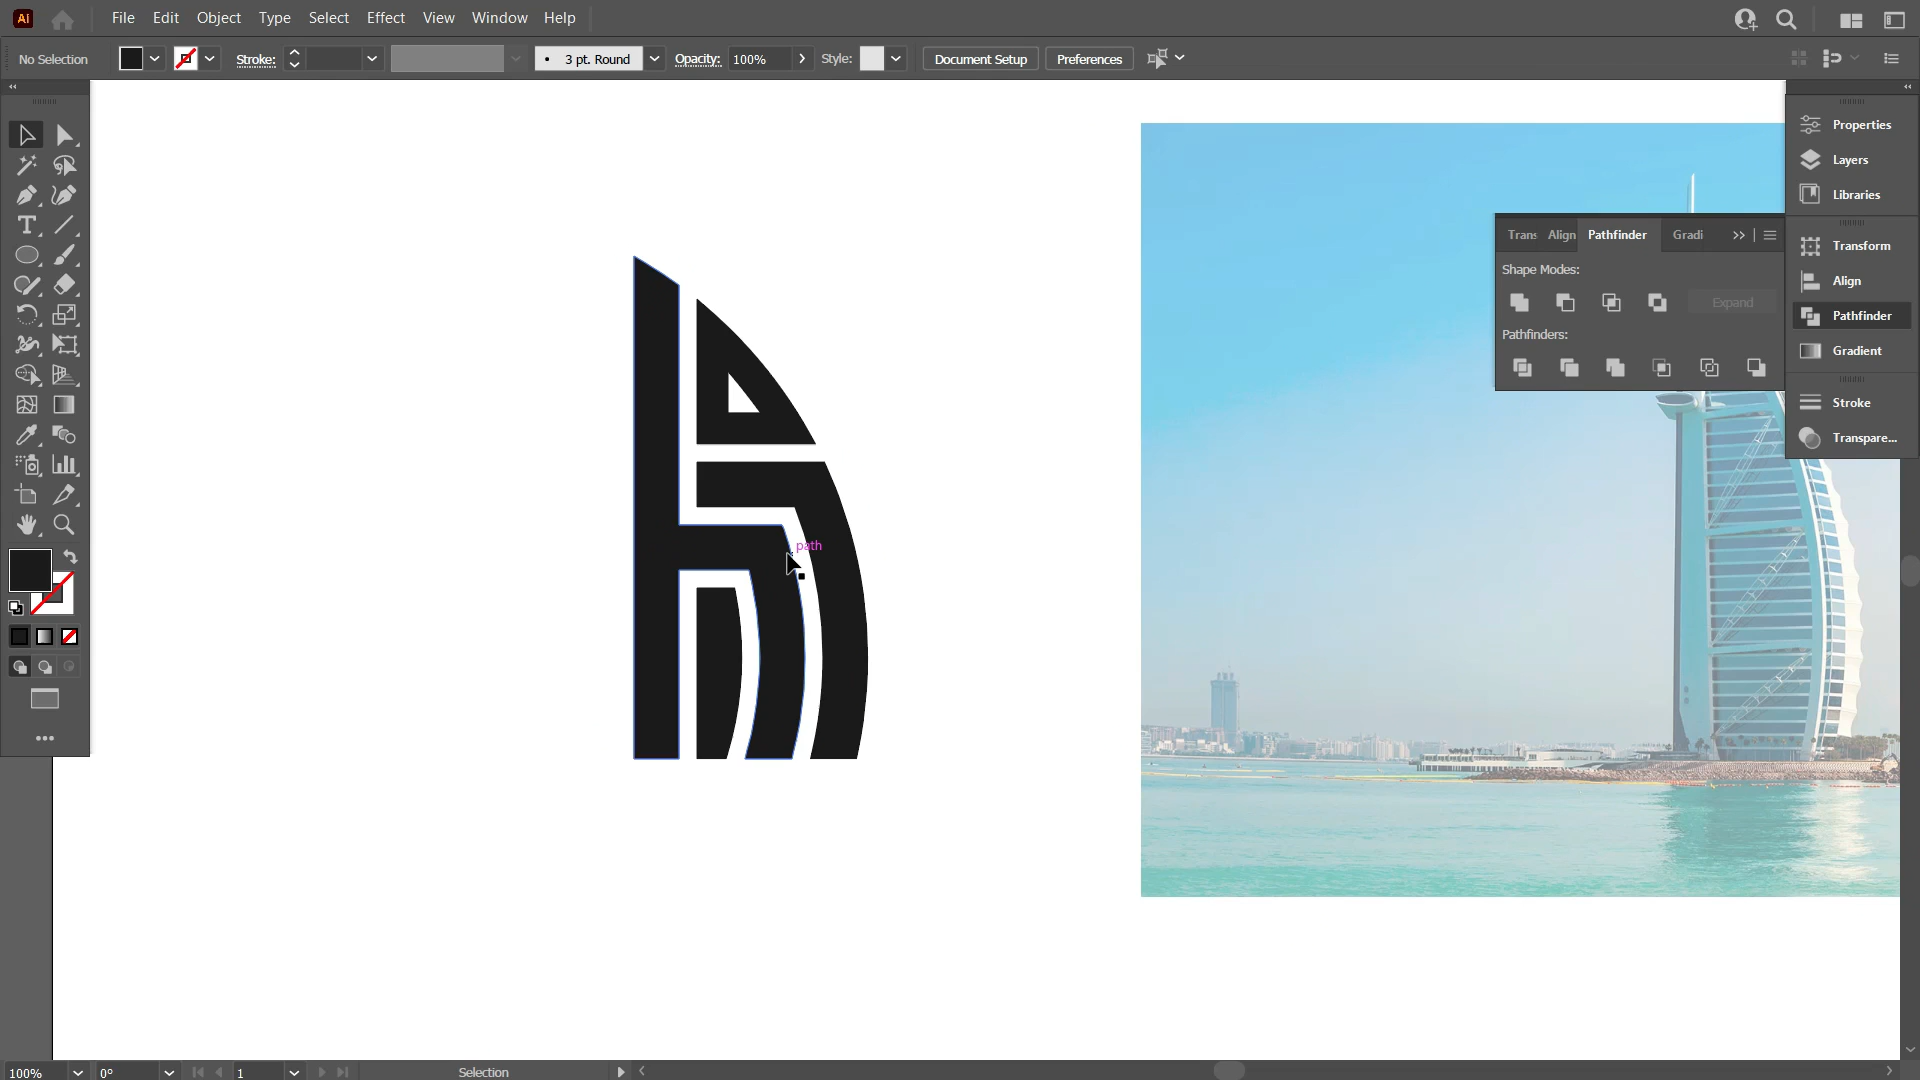 Ai File Edit Object Type Select Effect View Window Help
No Selection Stroke: 3 pt. Round Opacity: 100% Style: Document Setup Preferences
Properties
Layers
Libraries
Trans Align Pathfinder Gradi
Transform
Shape Modes:
Align
Expand
Pathfinder
Pathfinders:
Gradient
Stroke
Transpare...
path
100% 0° 1 Selection